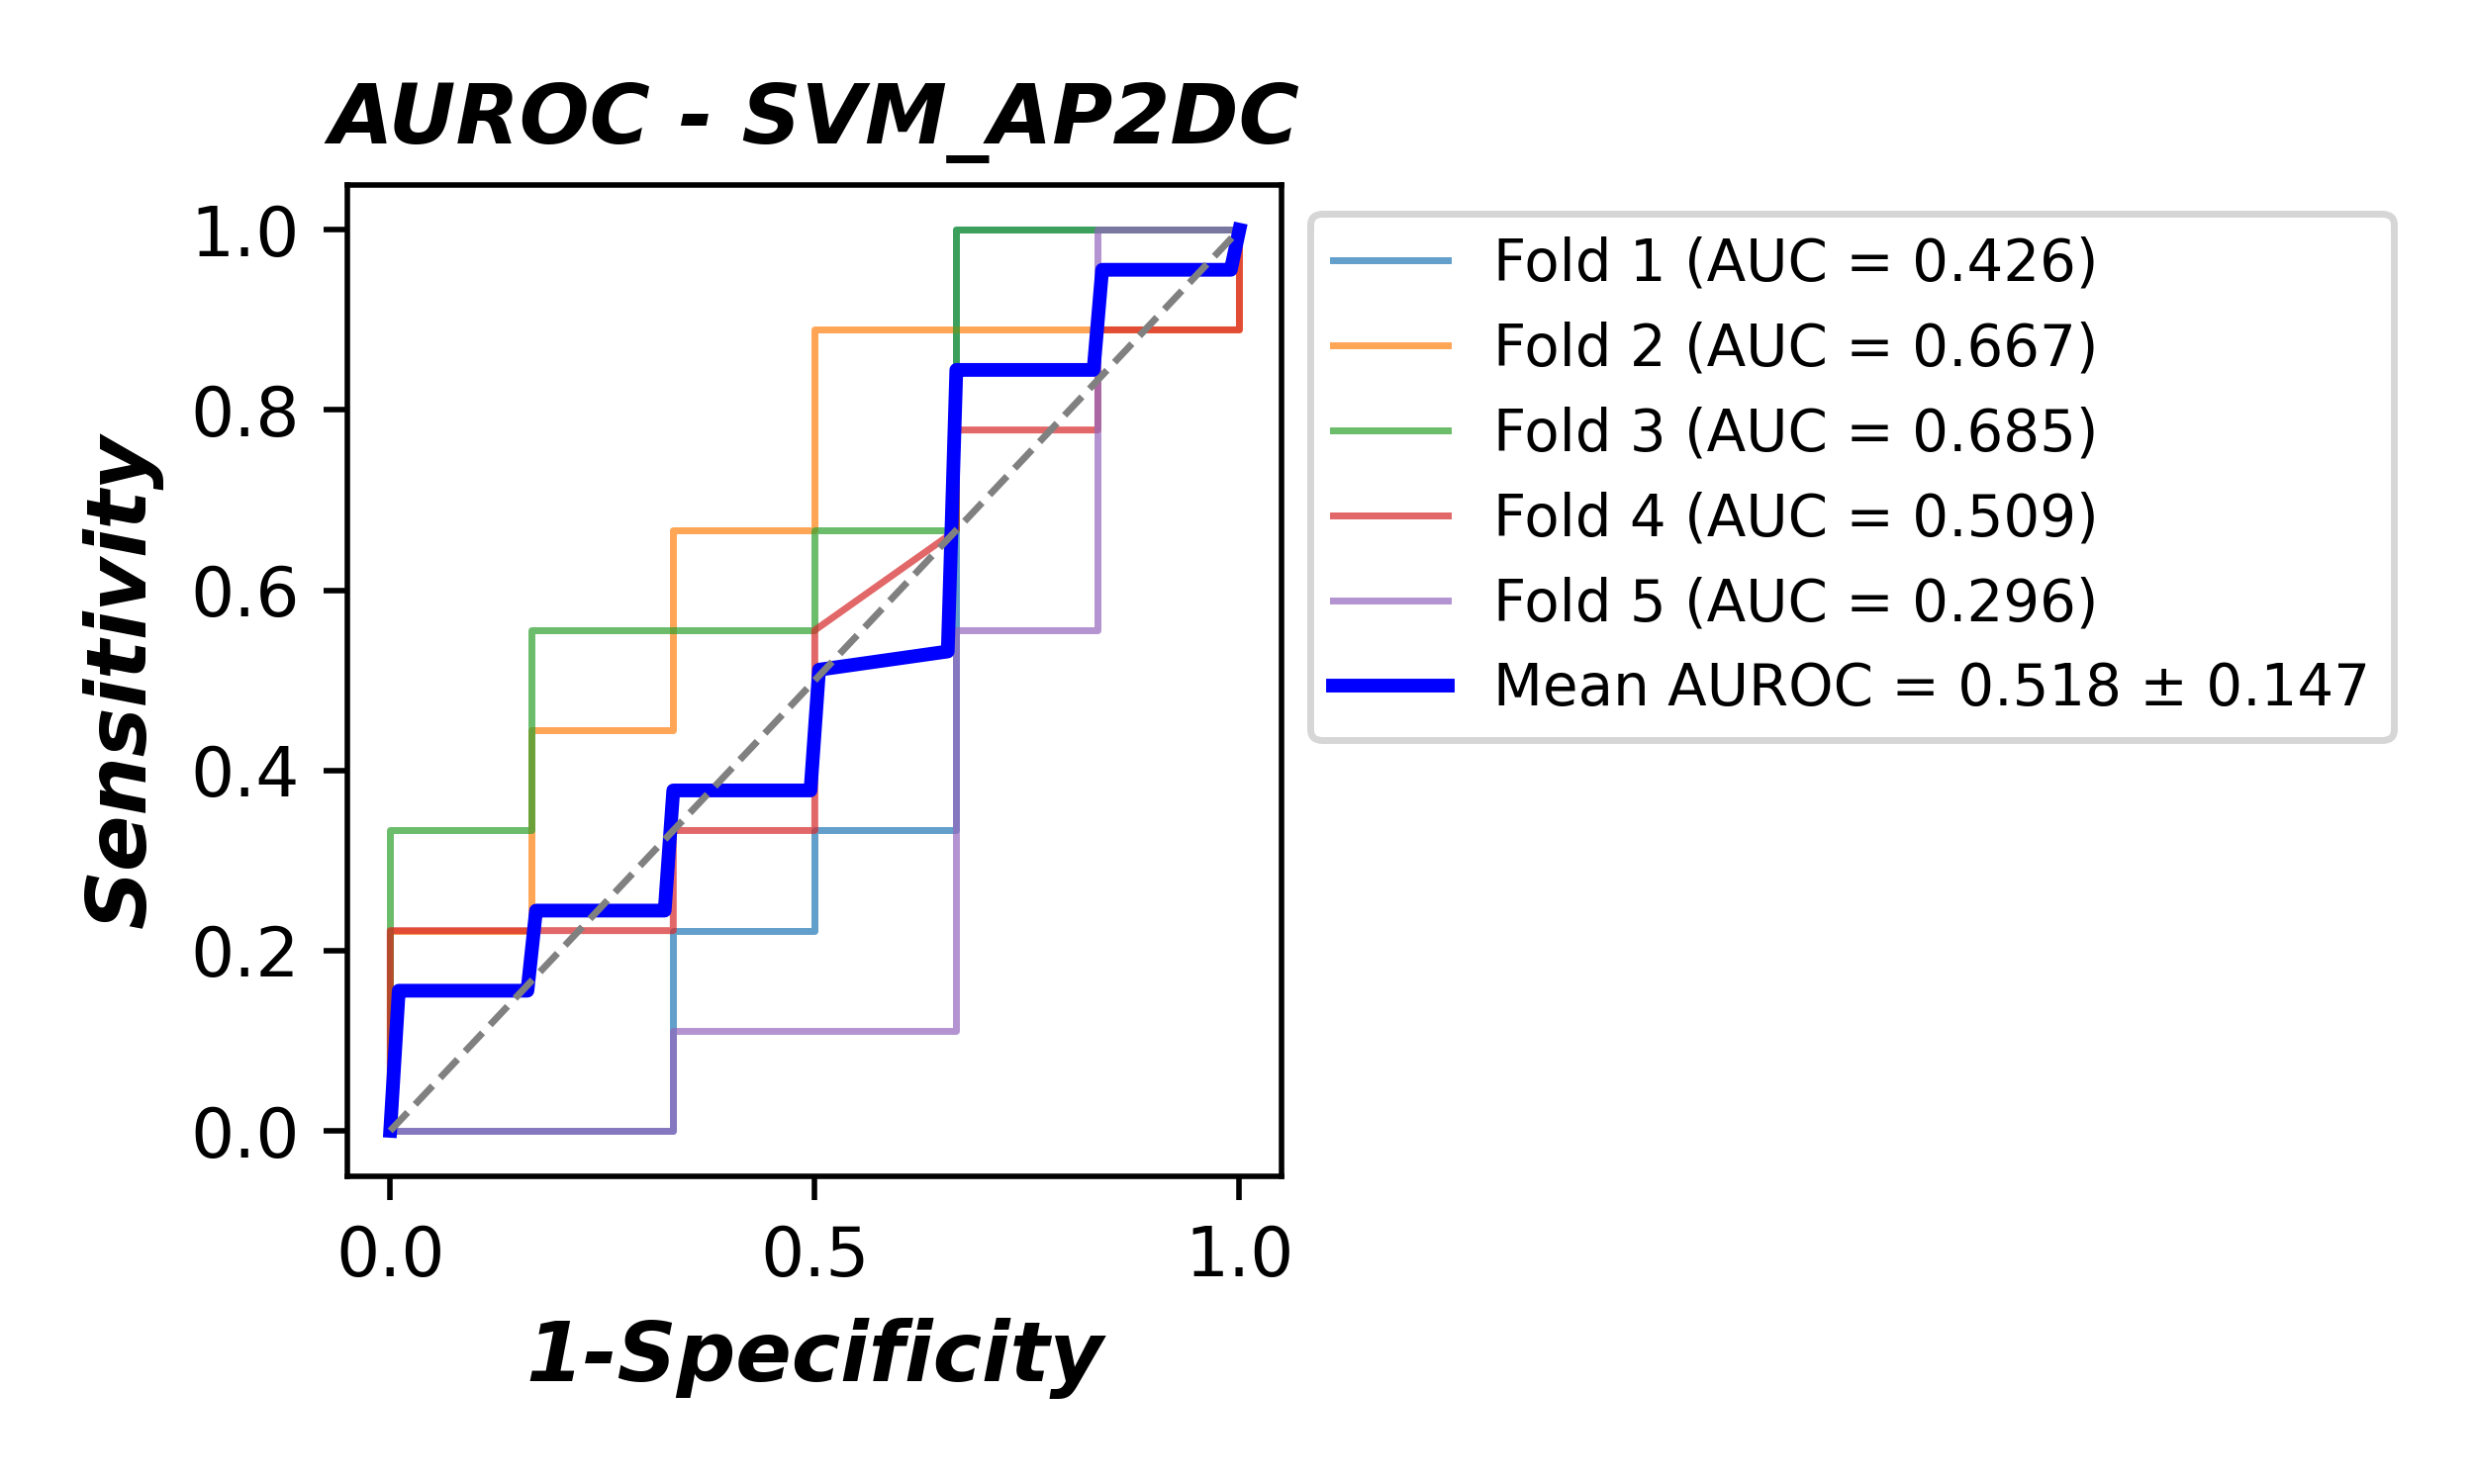 AUROC - SVM_AP2DC
Sensitivity
1.0
0.8
0.6
0.4
0.2
0.0
0.0 0.5 1.0
1-Specificity
Fold 1 (AUC = 0.426)
Fold 2 (AUC = 0.667)
Fold 3 (AUC = 0.685)
Fold 4 (AUC = 0.509)
Fold 5 (AUC = 0.296)
Mean AUROC = 0.518 ± 0.147